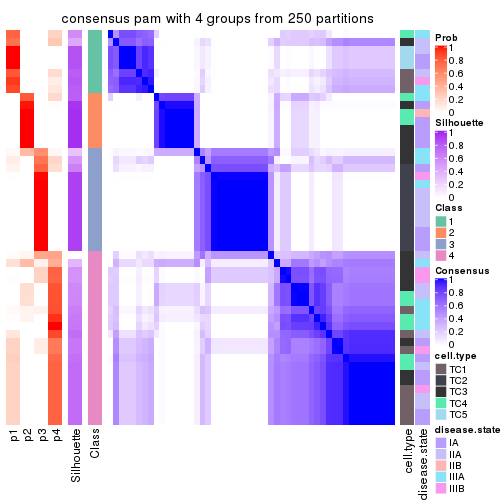 consensus pam with 4 groups from 250 partitions
p1
p2
p3
p4
Silhouette
Class
cell.type
disease.state
Prob
1
0.8
0.6
0.4
0.2
0
Silhouette
1
0.8
0.6
0.4
0.2
0
Class
1
2
3
4
Consensus
1
0.8
0.6
0.4
0.2
0
cell.type
TC1
TC2
TC3
TC4
TC5
disease.state
IA
IIA
IIB
IIIA
IIIB